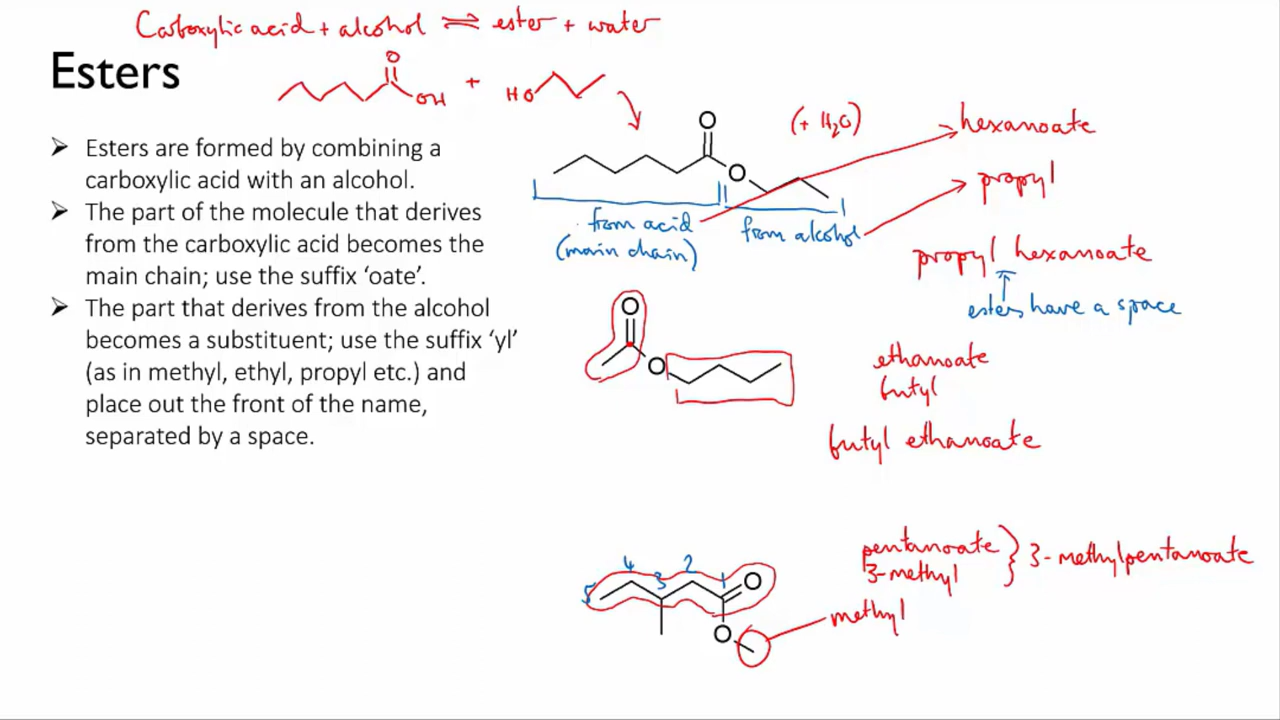 Carboxylic acid + alcohol ⇌ ester + water
Esters
O
OH
+
HO
O
O
(+ H₂O)
hexanoate
propyl
from acid
(main chain)
from alcohol
propyl hexanoate
esters have a space
➢ Esters are formed by combining a
carboxylic acid with an alcohol.
➢ The part of the molecule that derives
from the carboxylic acid becomes the
main chain; use the suffix ‘oate’.
➢ The part that derives from the alcohol
becomes a substituent; use the suffix ‘yl’
(as in methyl, ethyl, propyl etc.) and
place out the front of the name,
separated by a space.
O
O
ethanoate
butyl
butyl ethanoate
5 4 3 2 1
O
O
pentanoate
3-methyl
} 3-methylpentanoate
methyl